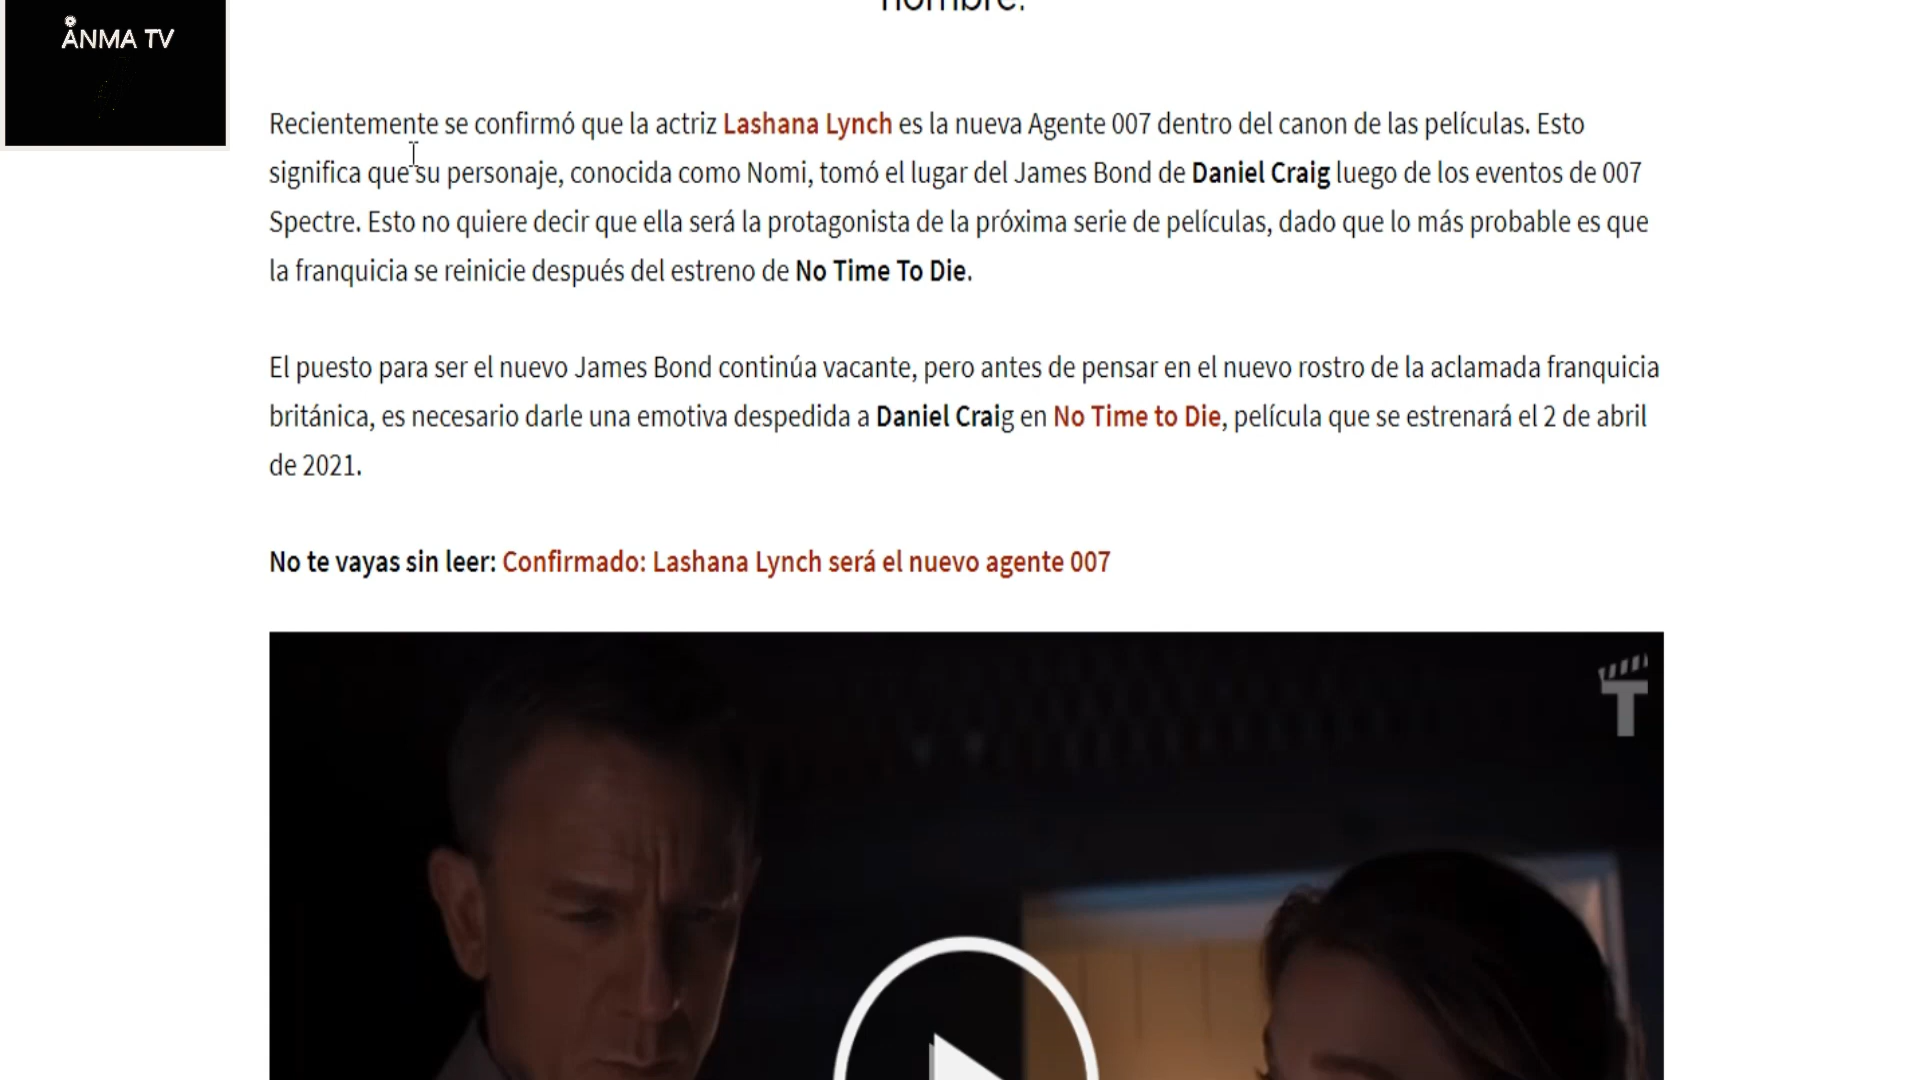 nombre.
ÅNMA TV
Recientemente se confirmó que la actriz Lashana Lynch es la nueva Agente 007 dentro del canon de las películas. Esto
significa que su personaje, conocida como Nomi, tomó el lugar del James Bond de Daniel Craig luego de los eventos de 007
Spectre. Esto no quiere decir que ella será la protagonista de la próxima serie de películas, dado que lo más probable es que
la franquicia se reinicie después del estreno de No Time To Die.
El puesto para ser el nuevo James Bond continúa vacante, pero antes de pensar en el nuevo rostro de la aclamada franquicia
británica, es necesario darle una emotiva despedida a Daniel Craig en No Time to Die, película que se estrenará el 2 de abril
de 2021.
No te vayas sin leer: Confirmado: Lashana Lynch será el nuevo agente 007
T